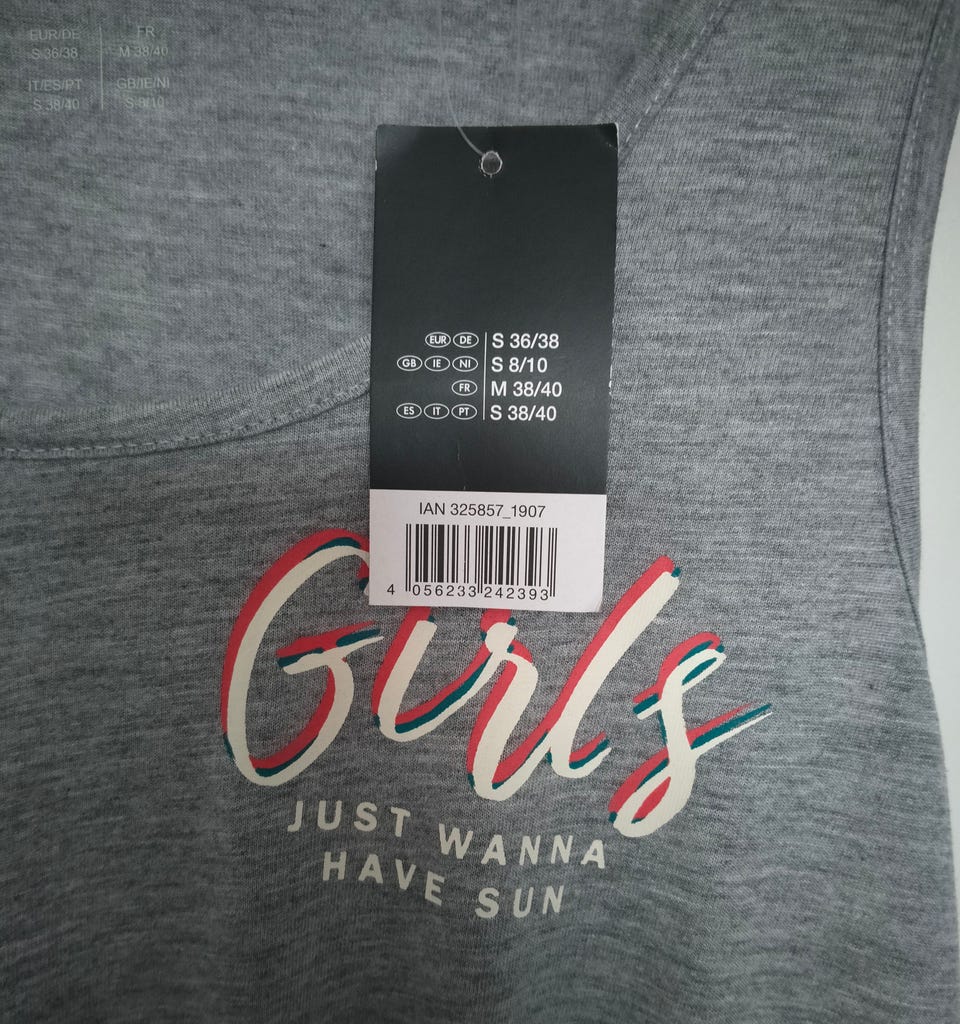 EUR/DE
S 36/38
FR
M 38/40
IT/ES/PT
S 38/40
GB/IE/NI
S 8/10
EUR DE S 36/38
GB IE NI S 8/10
FR M 38/40
ES IT PT S 38/40
IAN 325857_1907
4 056233 242393
Girls
JUST WANNA
HAVE SUN